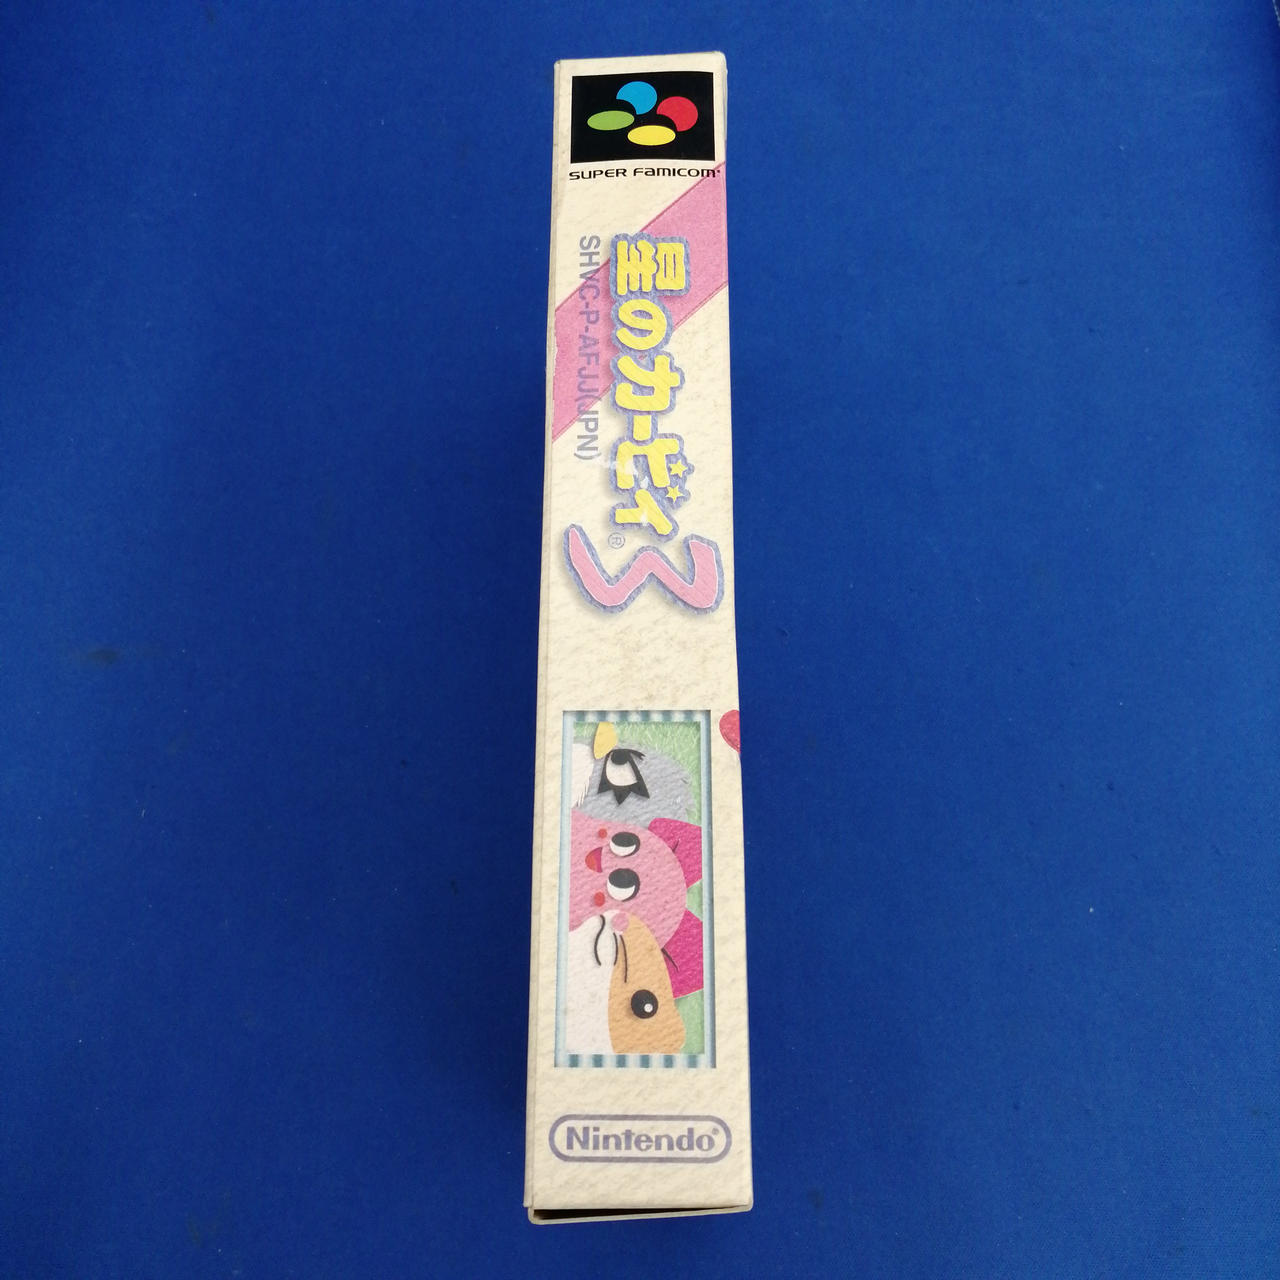 SUPER FAMICOM
星のカービィ3®
SHVC-P-AFJJ(JPN)
Nintendo®